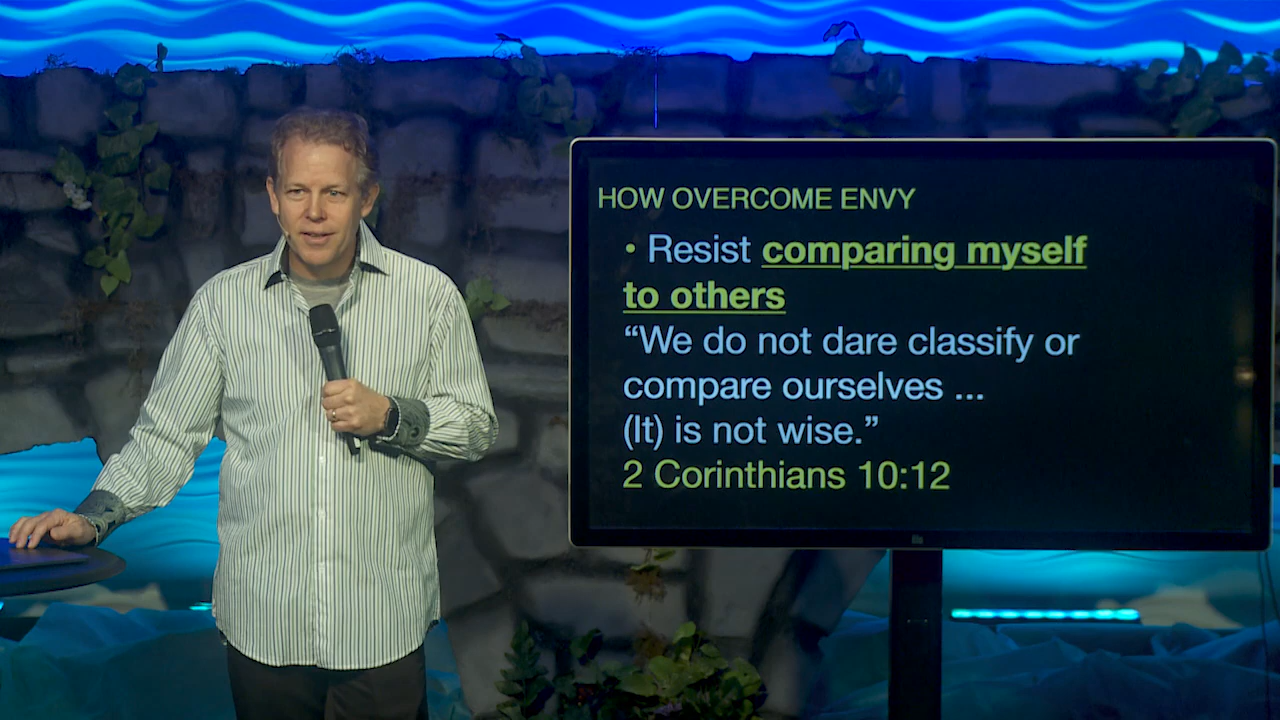 HOW OVERCOME ENVY
• Resist comparing myself
to others
“We do not dare classify or
compare ourselves ...
(It) is not wise.”
2 Corinthians 10:12